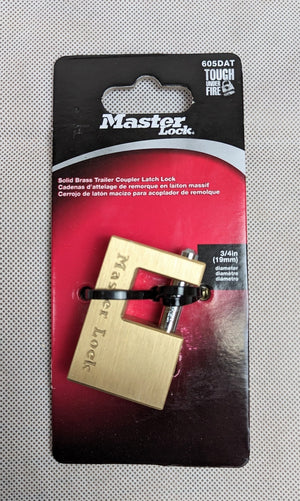 605DAT
TOUGH
UNDER
FIRE
Master
Lock.
Solid Brass Trailer Coupler Latch Lock
Cadenas d'attelage de remorque en laiton massif
Cerrojo de latón macizo para acoplador de remolque
3/4in
(19mm)
diameter
diamètre
diámetro
Master Lock